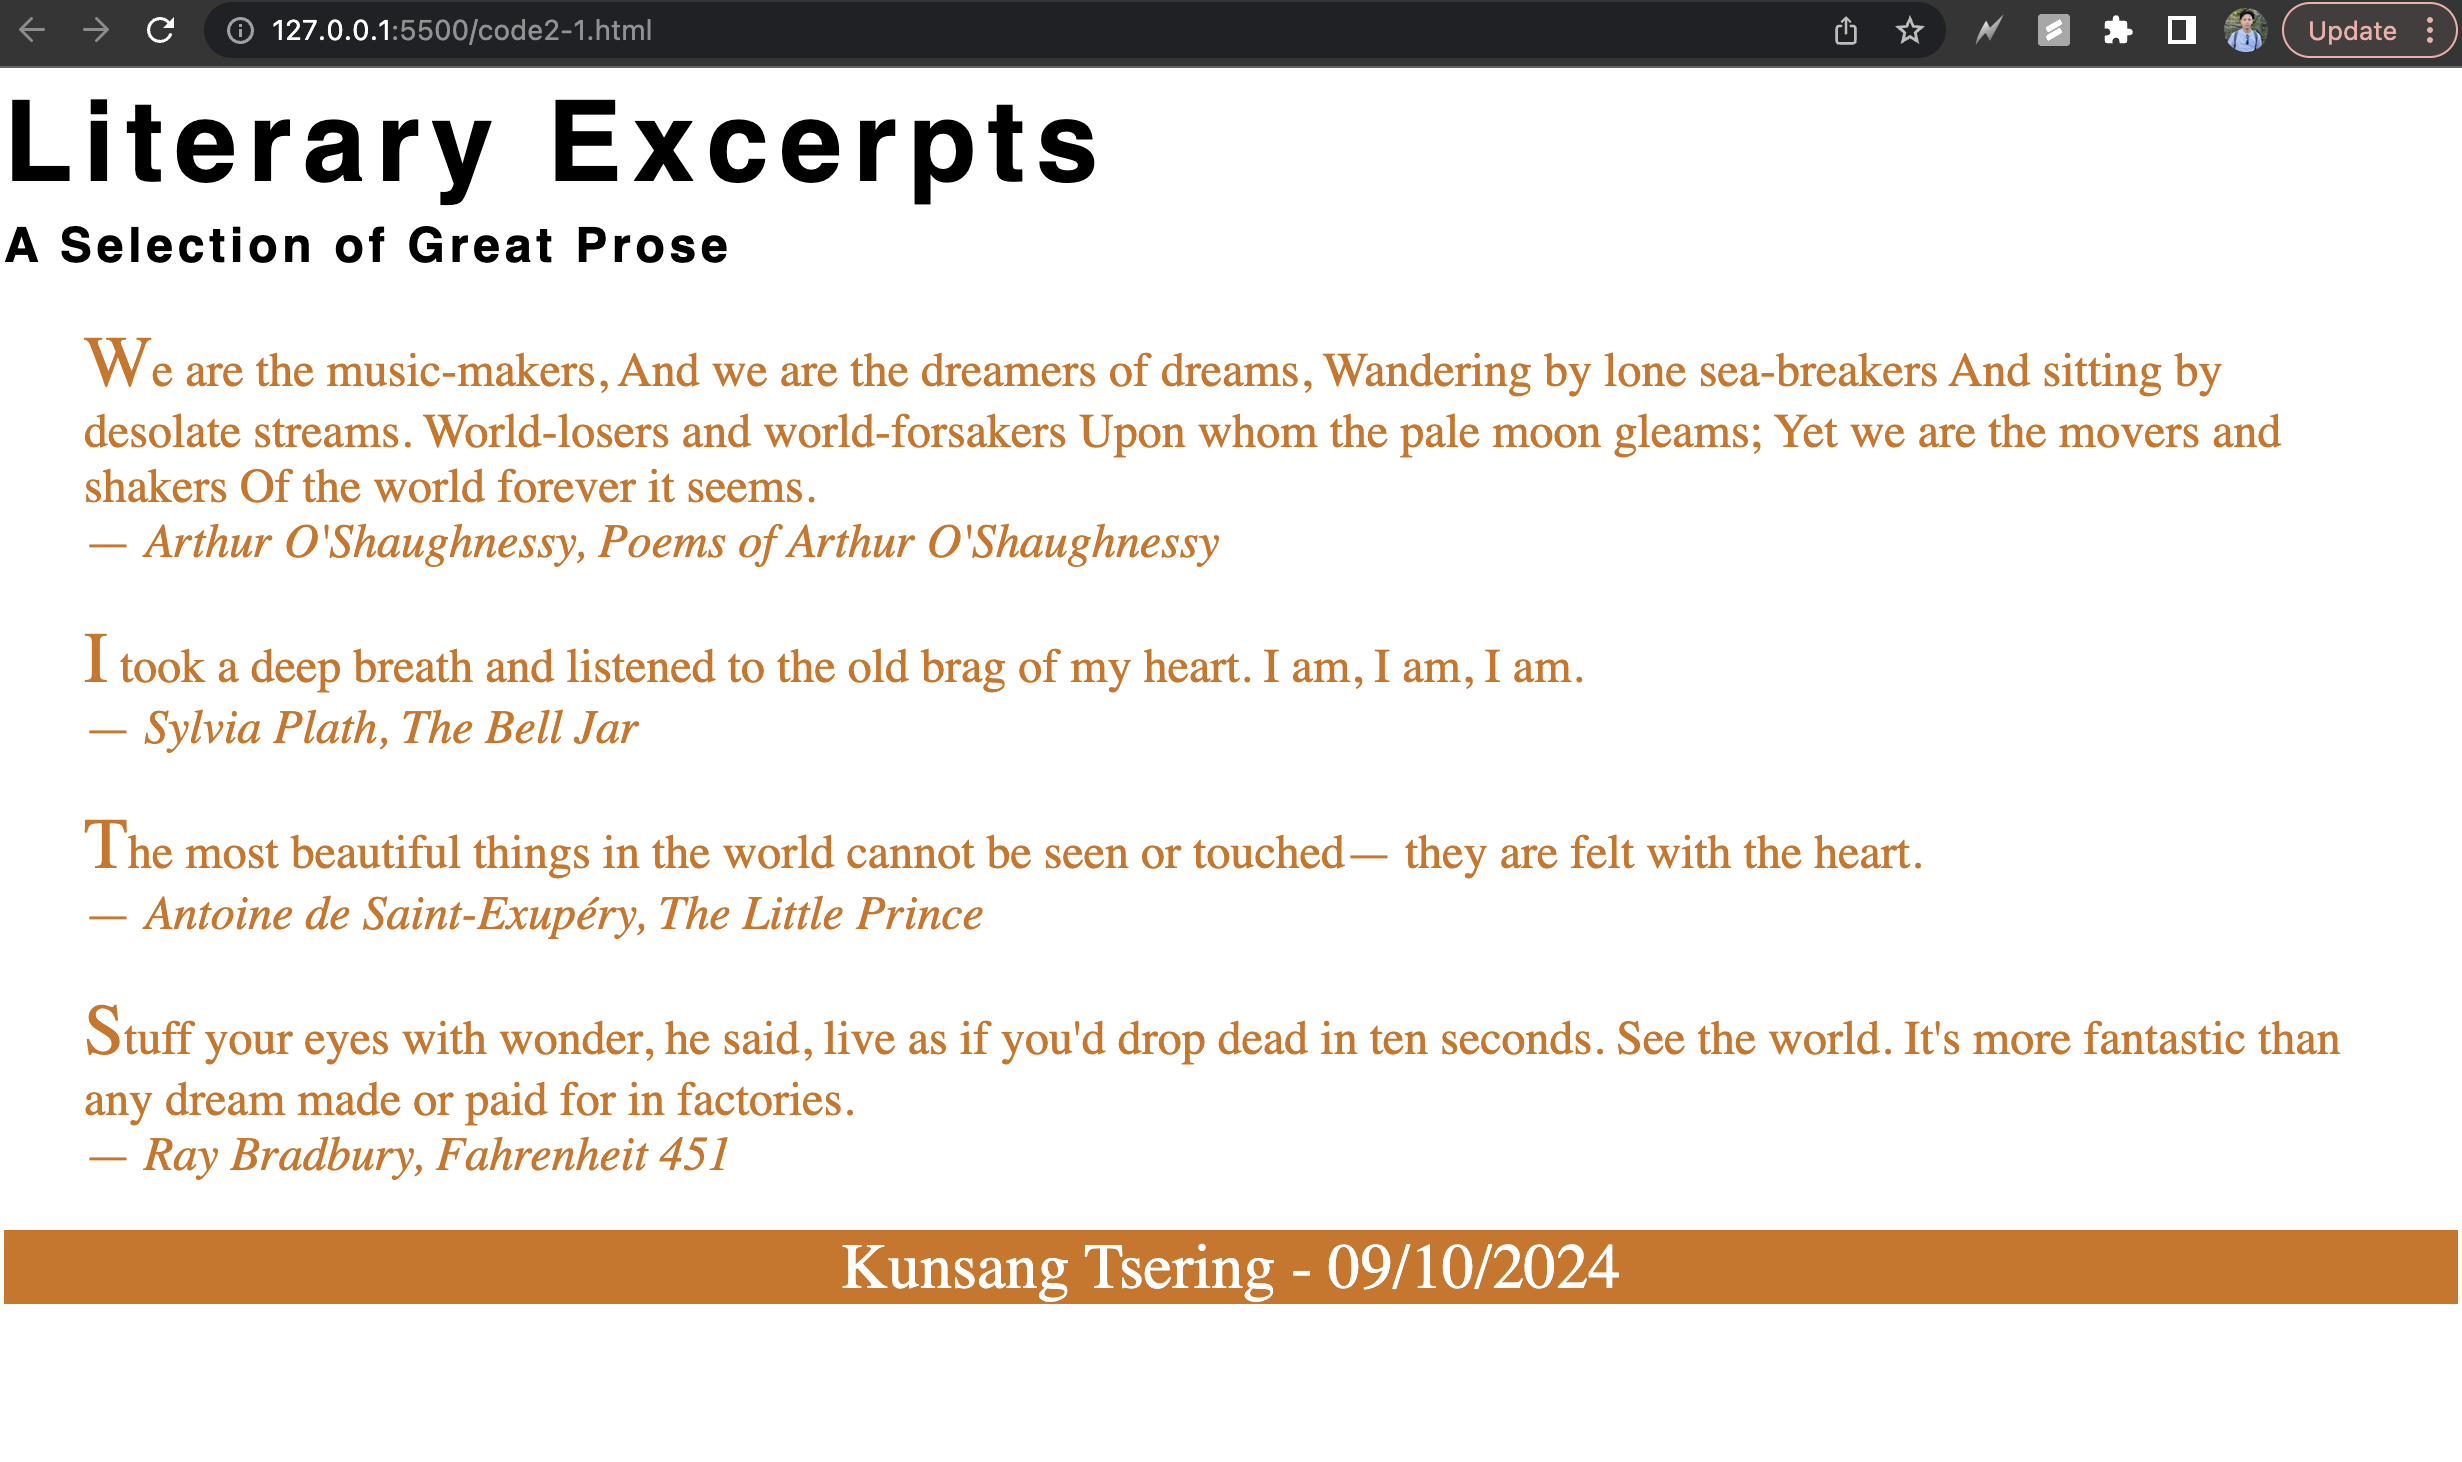 127.0.0.1:5500/code2-1.html
Update
Literary Excerpts
A Selection of Great Prose
We are the music-makers, And we are the dreamers of dreams, Wandering by lone sea-breakers And sitting by
desolate streams. World-losers and world-forsakers Upon whom the pale moon gleams; Yet we are the movers and
shakers Of the world forever it seems.
— Arthur O'Shaughnessy, Poems of Arthur O'Shaughnessy
I took a deep breath and listened to the old brag of my heart. I am, I am, I am.
— Sylvia Plath, The Bell Jar
The most beautiful things in the world cannot be seen or touched— they are felt with the heart.
— Antoine de Saint-Exupéry, The Little Prince
Stuff your eyes with wonder, he said, live as if you'd drop dead in ten seconds. See the world. It's more fantastic than
any dream made or paid for in factories.
— Ray Bradbury, Fahrenheit 451
Kunsang Tsering - 09/10/2024